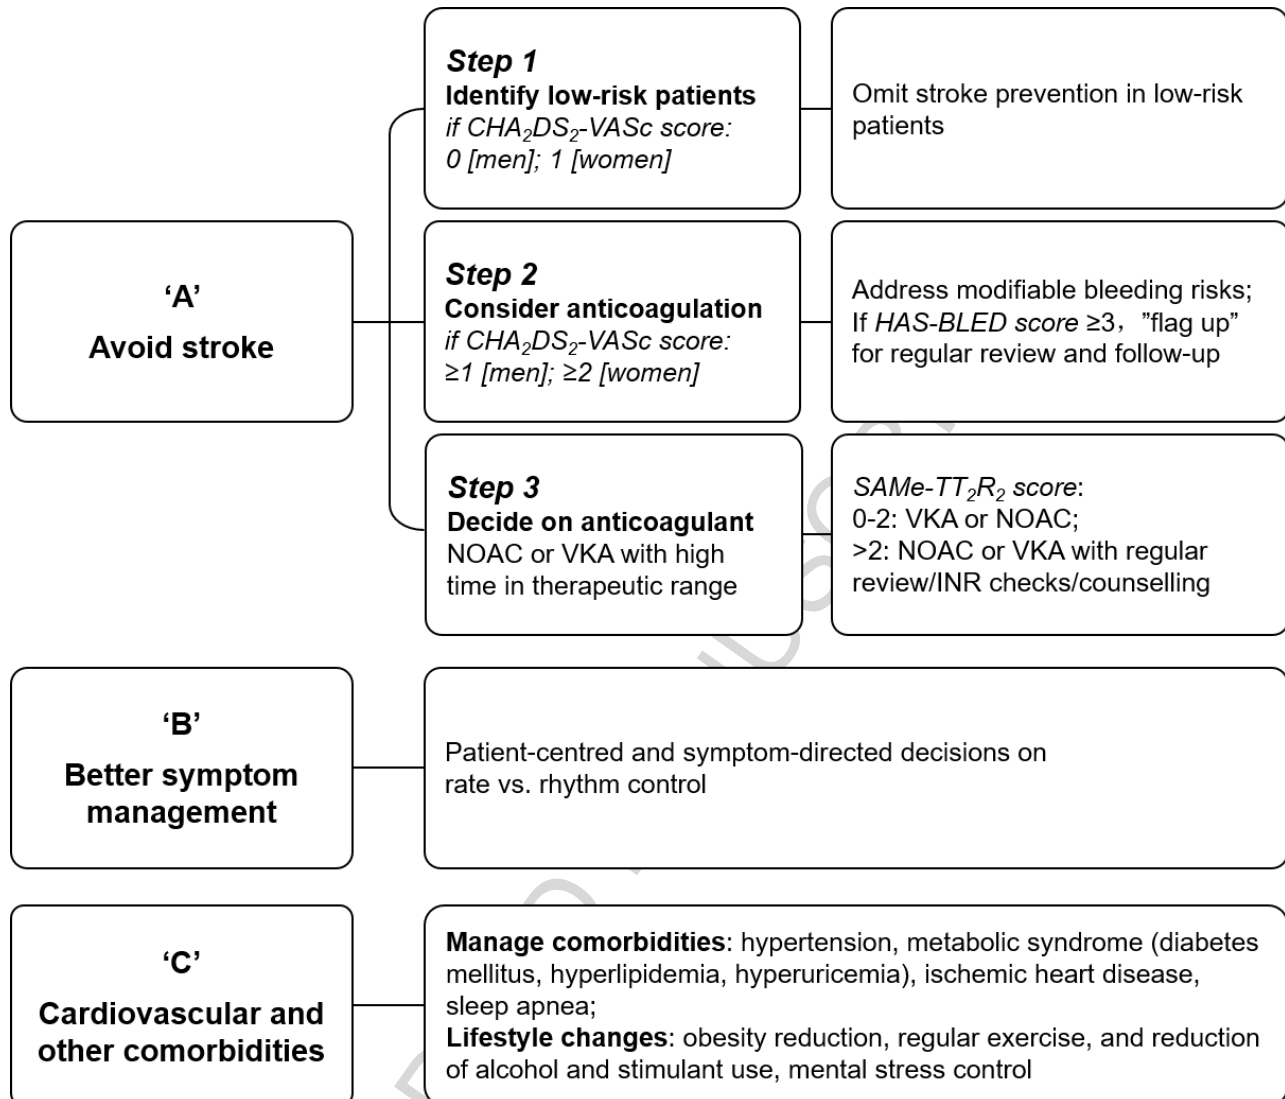 Step 1
Identify low-risk patients
if CHA₂DS₂-VASc score:
0 [men]; 1 [women]
Omit stroke prevention in low-risk
patients
‘A’
Avoid stroke
Step 2
Consider anticoagulation
if CHA₂DS₂-VASc score:
≥1 [men]; ≥2 [women]
Address modifiable bleeding risks;
If HAS-BLED score ≥3，”flag up”
for regular review and follow-up
Step 3
Decide on anticoagulant
NOAC or VKA with high
time in therapeutic range
SAMe-TT₂R₂ score:
0-2: VKA or NOAC;
>2: NOAC or VKA with regular
review/INR checks/counselling
‘B’
Better symptom
management
Patient-centred and symptom-directed decisions on
rate vs. rhythm control
‘C’
Cardiovascular and
other comorbidities
Manage comorbidities: hypertension, metabolic syndrome (diabetes
mellitus, hyperlipidemia, hyperuricemia), ischemic heart disease,
sleep apnea;
Lifestyle changes: obesity reduction, regular exercise, and reduction
of alcohol and stimulant use, mental stress control